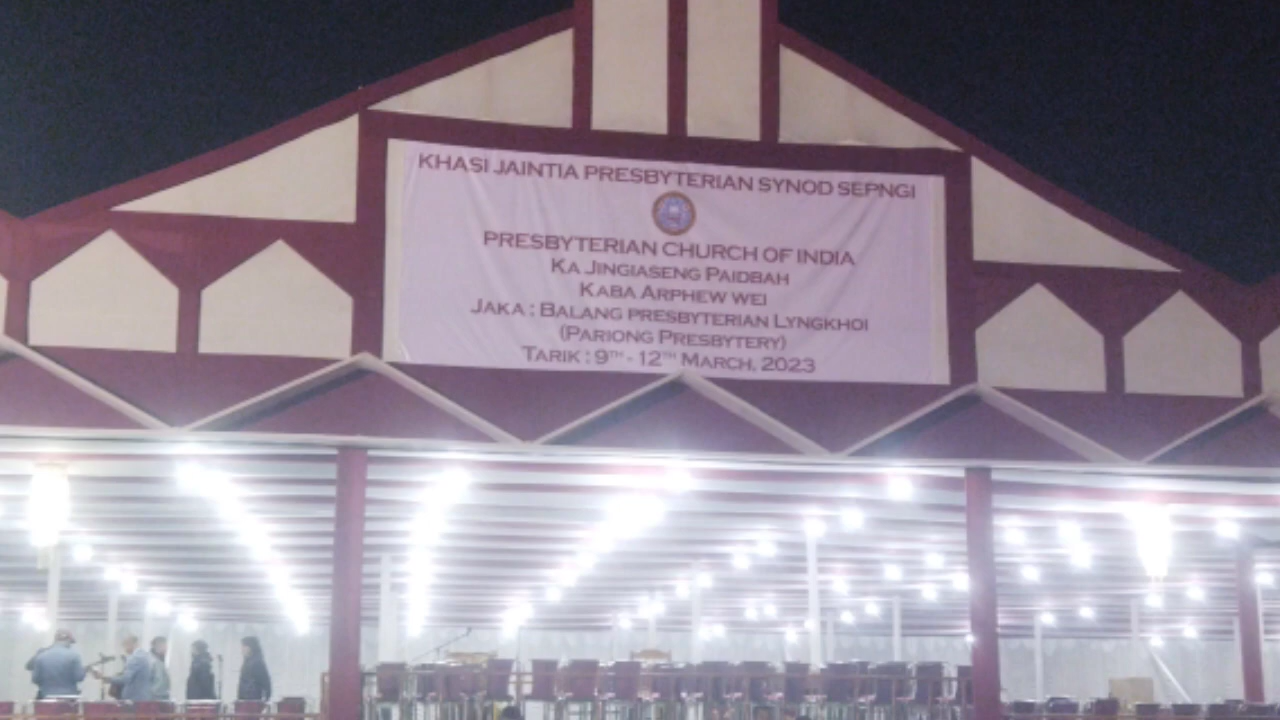 KHASI JAINTIA PRESBYTERIAN SYNOD SEPNGI
PRESBYTERIAN CHURCH OF INDIA
KA JINGIASENG PAIDBAH
KABA ARPHEW WEI
JAKA : BALANG PRESBYTERIAN LYNGKHOI
(PARIONG PRESBYTERY)
TARIK : 9TH - 12TH MARCH, 2023